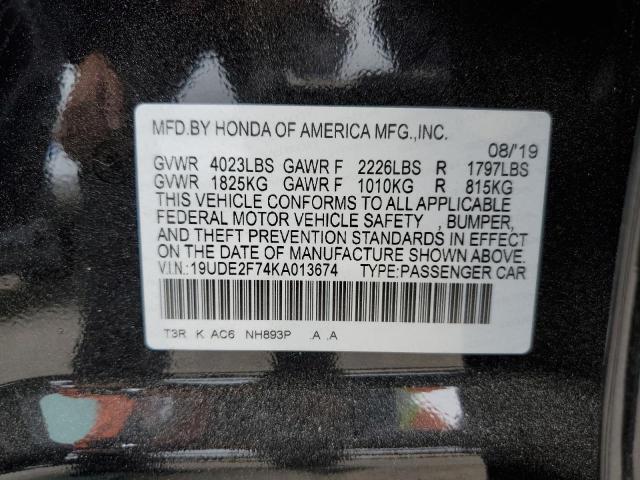 MFD.BY HONDA OF AMERICA MFG.,INC.
08/'19
GVWR 4023LBS GAWR F 2226LBS R 1797LBS
GVWR 1825KG GAWR F 1010KG R 815KG
THIS VEHICLE CONFORMS TO ALL APPLICABLE
FEDERAL MOTOR VEHICLE SAFETY , BUMPER,
AND THEFT PREVENTION STANDARDS IN EFFECT
ON THE DATE OF MANUFACTURE SHOWN ABOVE.
V.I.N.:19UDE2F74KA013674 TYPE:PASSENGER CAR
T3R K AC6 NH893P .A .A